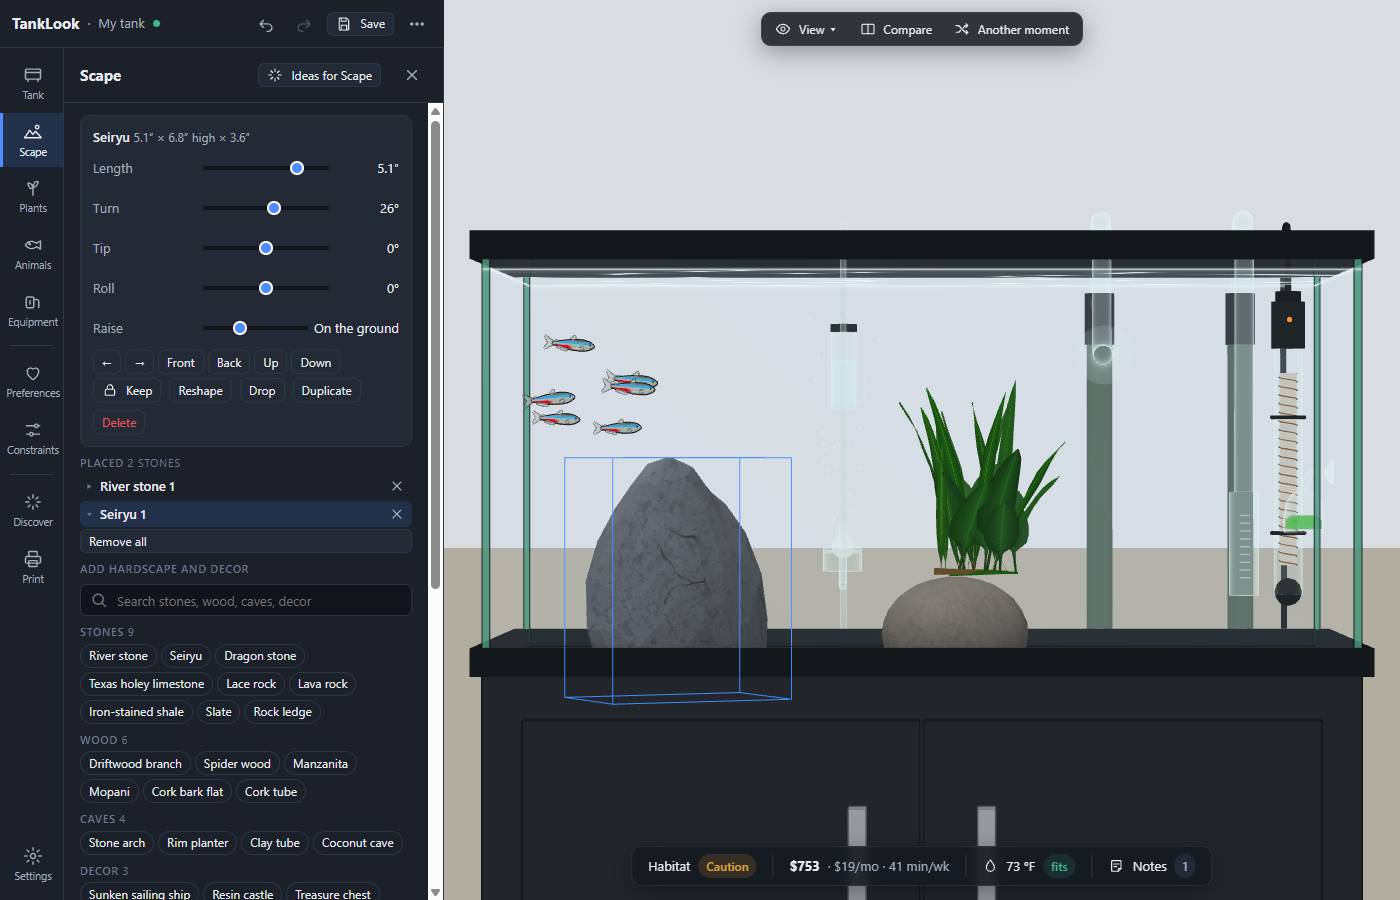 TankLook · My tank
Save
View
Compare
Another moment
Tank
Scape
Plants
Animals
Equipment
Preferences
Constraints
Discover
Print
Settings
Scape
Ideas for Scape
Seiryu 5.1" × 6.8" high × 3.6"
Length 5.1"
Turn 26°
Tip 0°
Roll 0°
Raise On the ground
← → Front Back Up Down
Keep Reshape Drop Duplicate
Delete
PLACED 2 STONES
River stone 1
Seiryu 1
Remove all
ADD HARDSCAPE AND DECOR
Search stones, wood, caves, decor
STONES 9
River stone Seiryu Dragon stone
Texas holey limestone Lace rock Lava rock
Iron-stained shale Slate Rock ledge
WOOD 6
Driftwood branch Spider wood Manzanita
Mopani Cork bark flat Cork tube
CAVES 4
Stone arch Rim planter Clay tube Coconut cave
DECOR 3
Sunken sailing ship Resin castle Treasure chest
Habitat Caution $753 · $19/mo · 41 min/wk 73 °F fits Notes 1